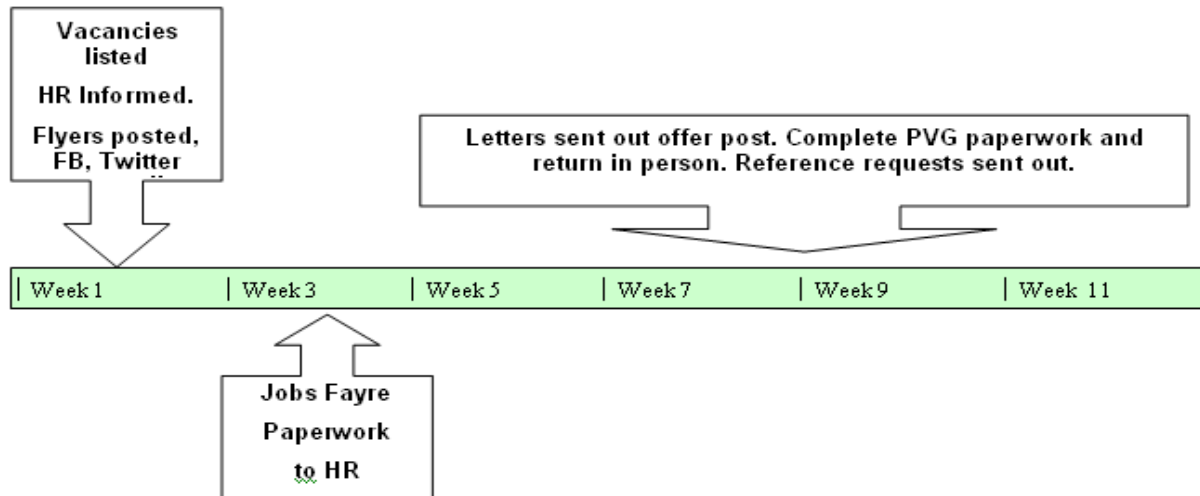 Vacancies
listed
HR Informed.
Flyers posted,
FB, Twitter
Letters sent out offer post. Complete PVG paperwork and
return in person. Reference requests sent out.
| Week 1 | Week 3 | Week 5 | Week 7 | Week 9 | Week 11
Jobs Fayre
Paperwork
to HR